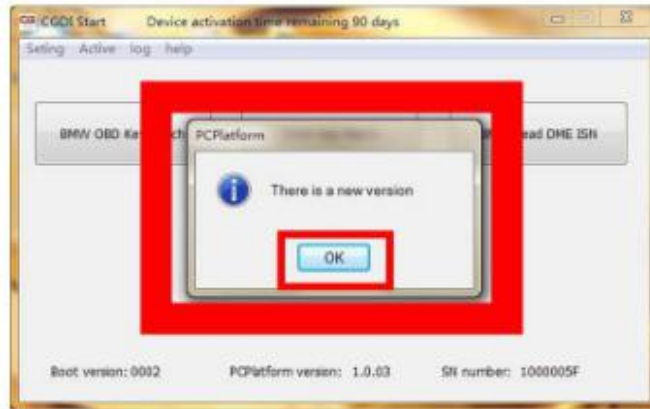 CGDI Start Device activation time remaining 90 days
Seting Active log help
BMW OBD Ke
ead DME ISN
PCPlatform
There is a new version
OK
Boot version: 0002 PCPlatform version: 1.0.03 SN number: 1000005F